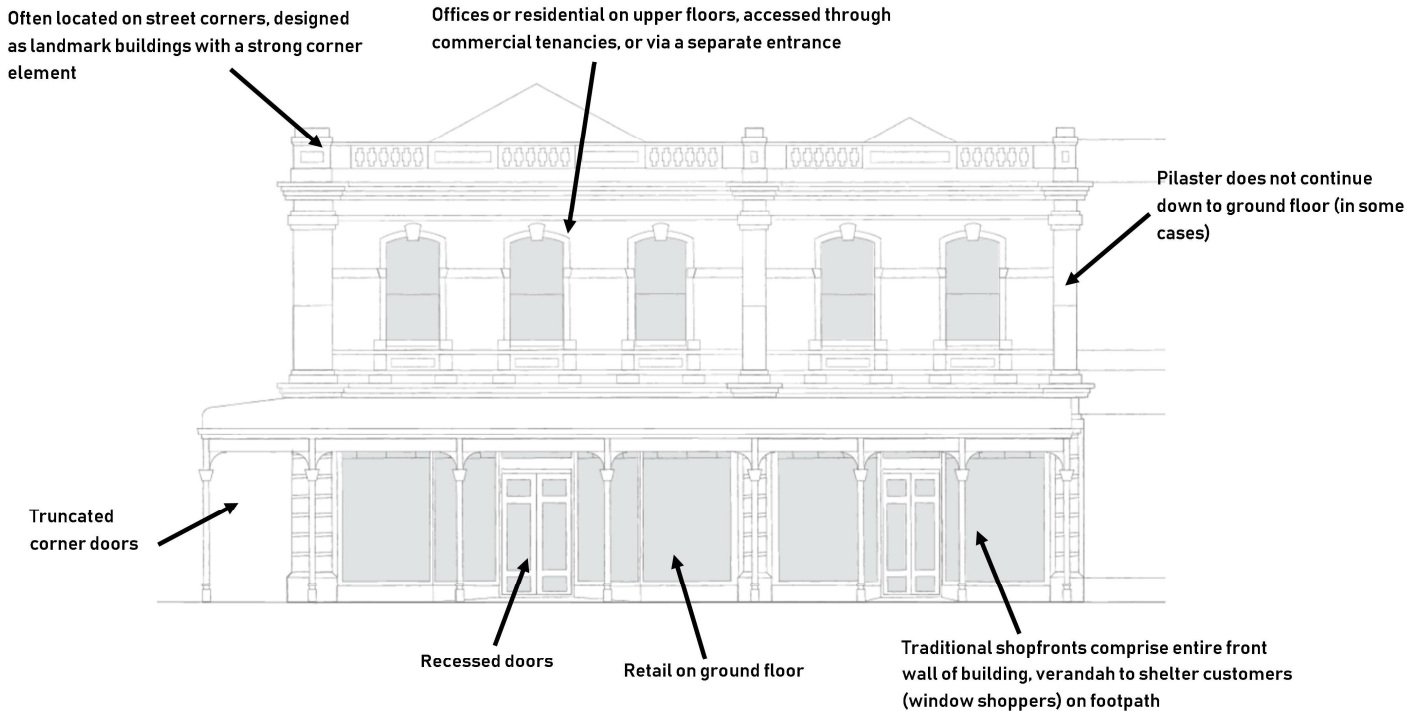 Often located on street corners, designed
as landmark buildings with a strong corner
element
Offices or residential on upper floors, accessed through
commercial tenancies, or via a separate entrance
Pilaster does not continue
down to ground floor (in some
cases)
Truncated
corner doors
Recessed doors
Retail on ground floor
Traditional shopfronts comprise entire front
wall of building, verandah to shelter customers
(window shoppers) on footpath